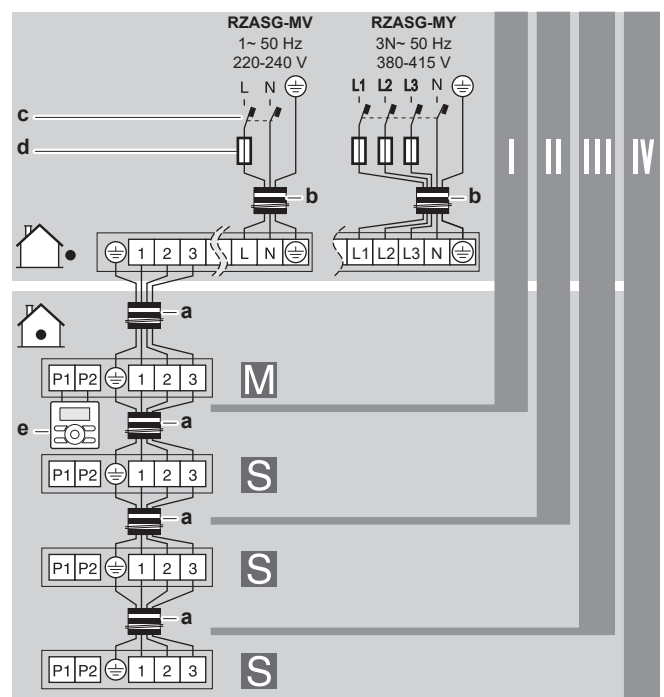 RZASG-MV RZASG-MY
1~ 50 Hz 3N~ 50 Hz
220-240 V 380-415 V
L N L1 L2 L3 N
c
d
I II III IV
b b
1 2 3 L N L1 L2 L3 N
a
P1 P2 1 2 3 M
e a
P1 P2 1 2 3 S
a
P1 P2 1 2 3 S
a
P1 P2 1 2 3 S